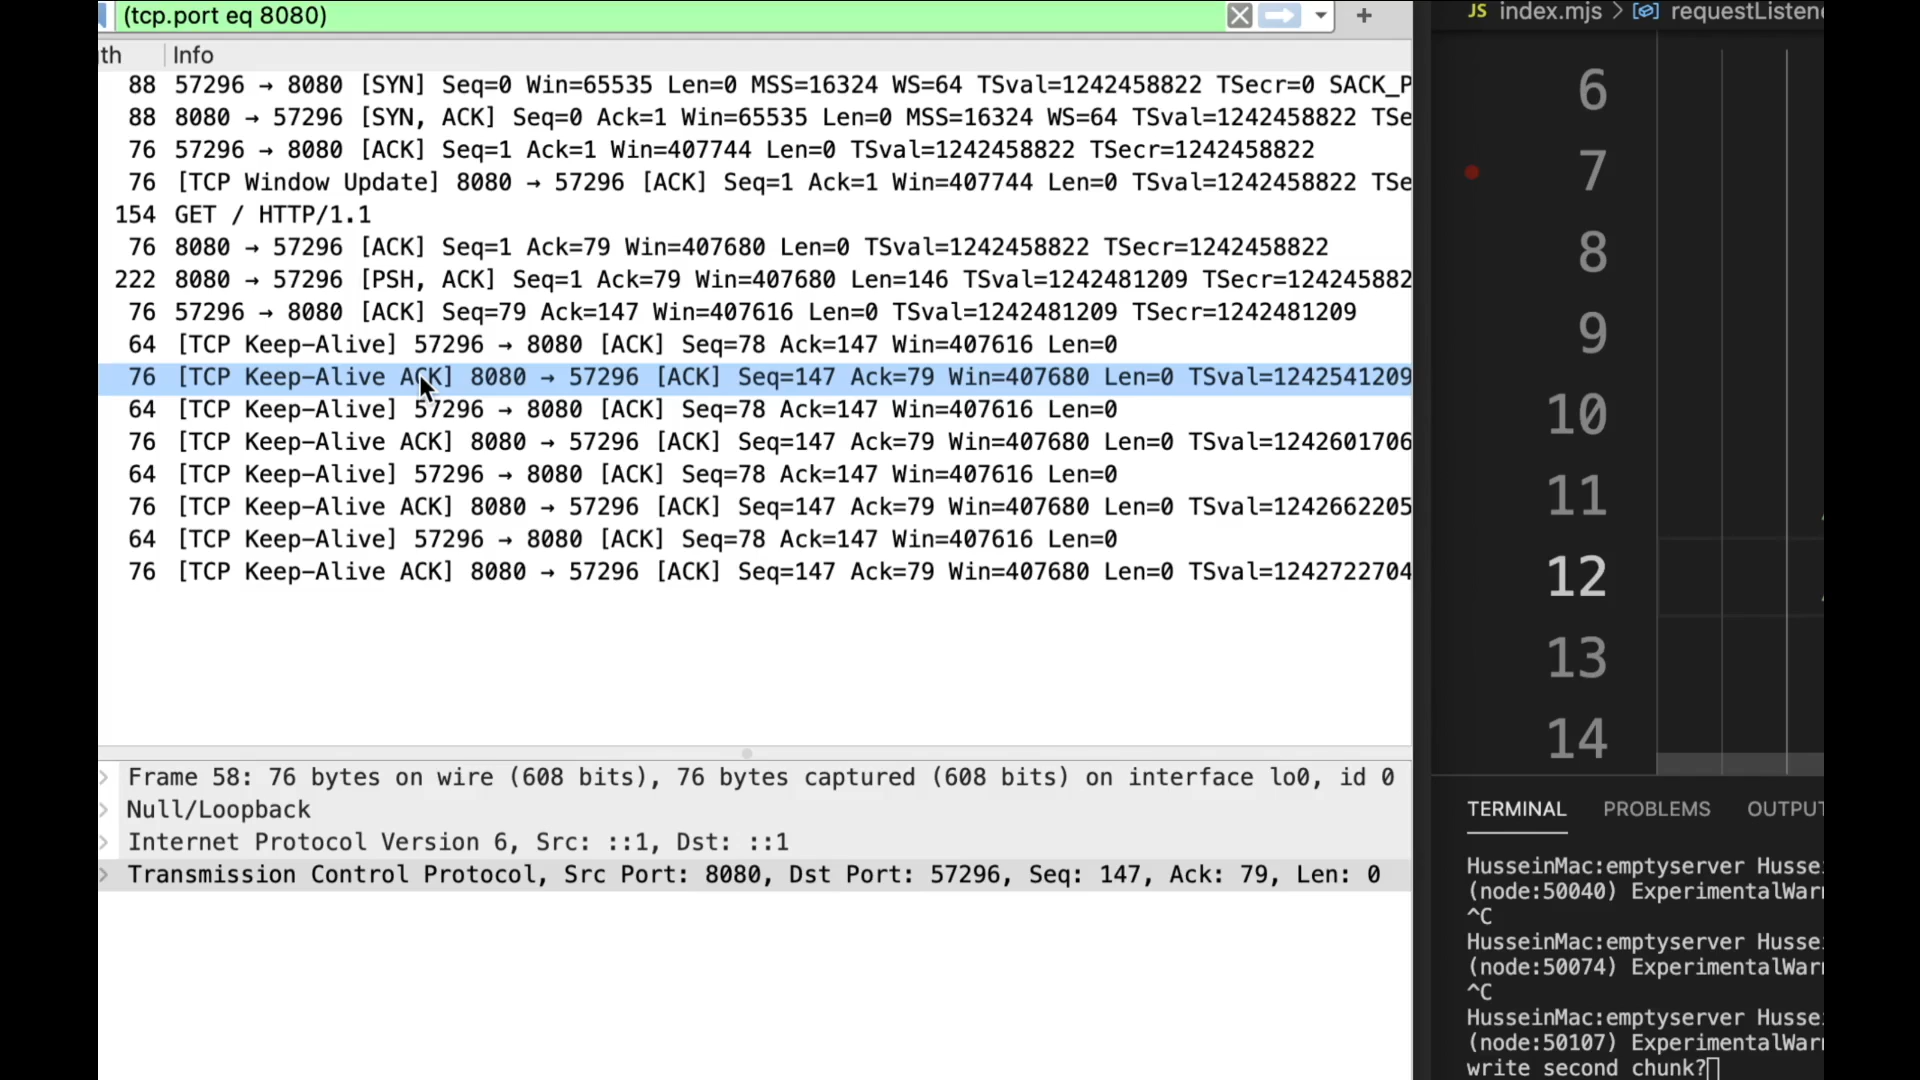 (tcp.port eq 8080)
th Info
88 57296 → 8080 [SYN] Seq=0 Win=65535 Len=0 MSS=16324 WS=64 TSval=1242458822 TSecr=0 SACK_P
88 8080 → 57296 [SYN, ACK] Seq=0 Ack=1 Win=65535 Len=0 MSS=16324 WS=64 TSval=1242458822 TSe
76 57296 → 8080 [ACK] Seq=1 Ack=1 Win=407744 Len=0 TSval=1242458822 TSecr=1242458822
76 [TCP Window Update] 8080 → 57296 [ACK] Seq=1 Ack=1 Win=407744 Len=0 TSval=1242458822 TSe
154 GET / HTTP/1.1
76 8080 → 57296 [ACK] Seq=1 Ack=79 Win=407680 Len=0 TSval=1242458822 TSecr=1242458822
222 8080 → 57296 [PSH, ACK] Seq=1 Ack=79 Win=407680 Len=146 TSval=1242481209 TSecr=124245882
76 57296 → 8080 [ACK] Seq=79 Ack=147 Win=407616 Len=0 TSval=1242481209 TSecr=1242481209
64 [TCP Keep-Alive] 57296 → 8080 [ACK] Seq=78 Ack=147 Win=407616 Len=0
76 [TCP Keep-Alive ACK] 8080 → 57296 [ACK] Seq=147 Ack=79 Win=407680 Len=0 TSval=1242541209
64 [TCP Keep-Alive] 57296 → 8080 [ACK] Seq=78 Ack=147 Win=407616 Len=0
76 [TCP Keep-Alive ACK] 8080 → 57296 [ACK] Seq=147 Ack=79 Win=407680 Len=0 TSval=1242601706
64 [TCP Keep-Alive] 57296 → 8080 [ACK] Seq=78 Ack=147 Win=407616 Len=0
76 [TCP Keep-Alive ACK] 8080 → 57296 [ACK] Seq=147 Ack=79 Win=407680 Len=0 TSval=1242662205
64 [TCP Keep-Alive] 57296 → 8080 [ACK] Seq=78 Ack=147 Win=407616 Len=0
76 [TCP Keep-Alive ACK] 8080 → 57296 [ACK] Seq=147 Ack=79 Win=407680 Len=0 TSval=1242722704
Frame 58: 76 bytes on wire (608 bits), 76 bytes captured (608 bits) on interface lo0, id 0
Null/Loopback
Internet Protocol Version 6, Src: ::1, Dst: ::1
Transmission Control Protocol, Src Port: 8080, Dst Port: 57296, Seq: 147, Ack: 79, Len: 0
JS index.mjs > requestListene
6
7
8
9
10
11
12
13
14
TERMINAL PROBLEMS OUTPUT
HusseinMac:emptyserver Hussei
(node:50040) ExperimentalWarn
^C
HusseinMac:emptyserver Hussei
(node:50074) ExperimentalWarn
^C
HusseinMac:emptyserver Hussei
(node:50107) ExperimentalWarn
write second chunk?